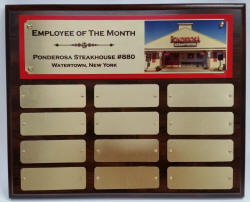 Employee of The Month
Ponderosa Steakhouse #880
Watertown, New York
PONDEROSA